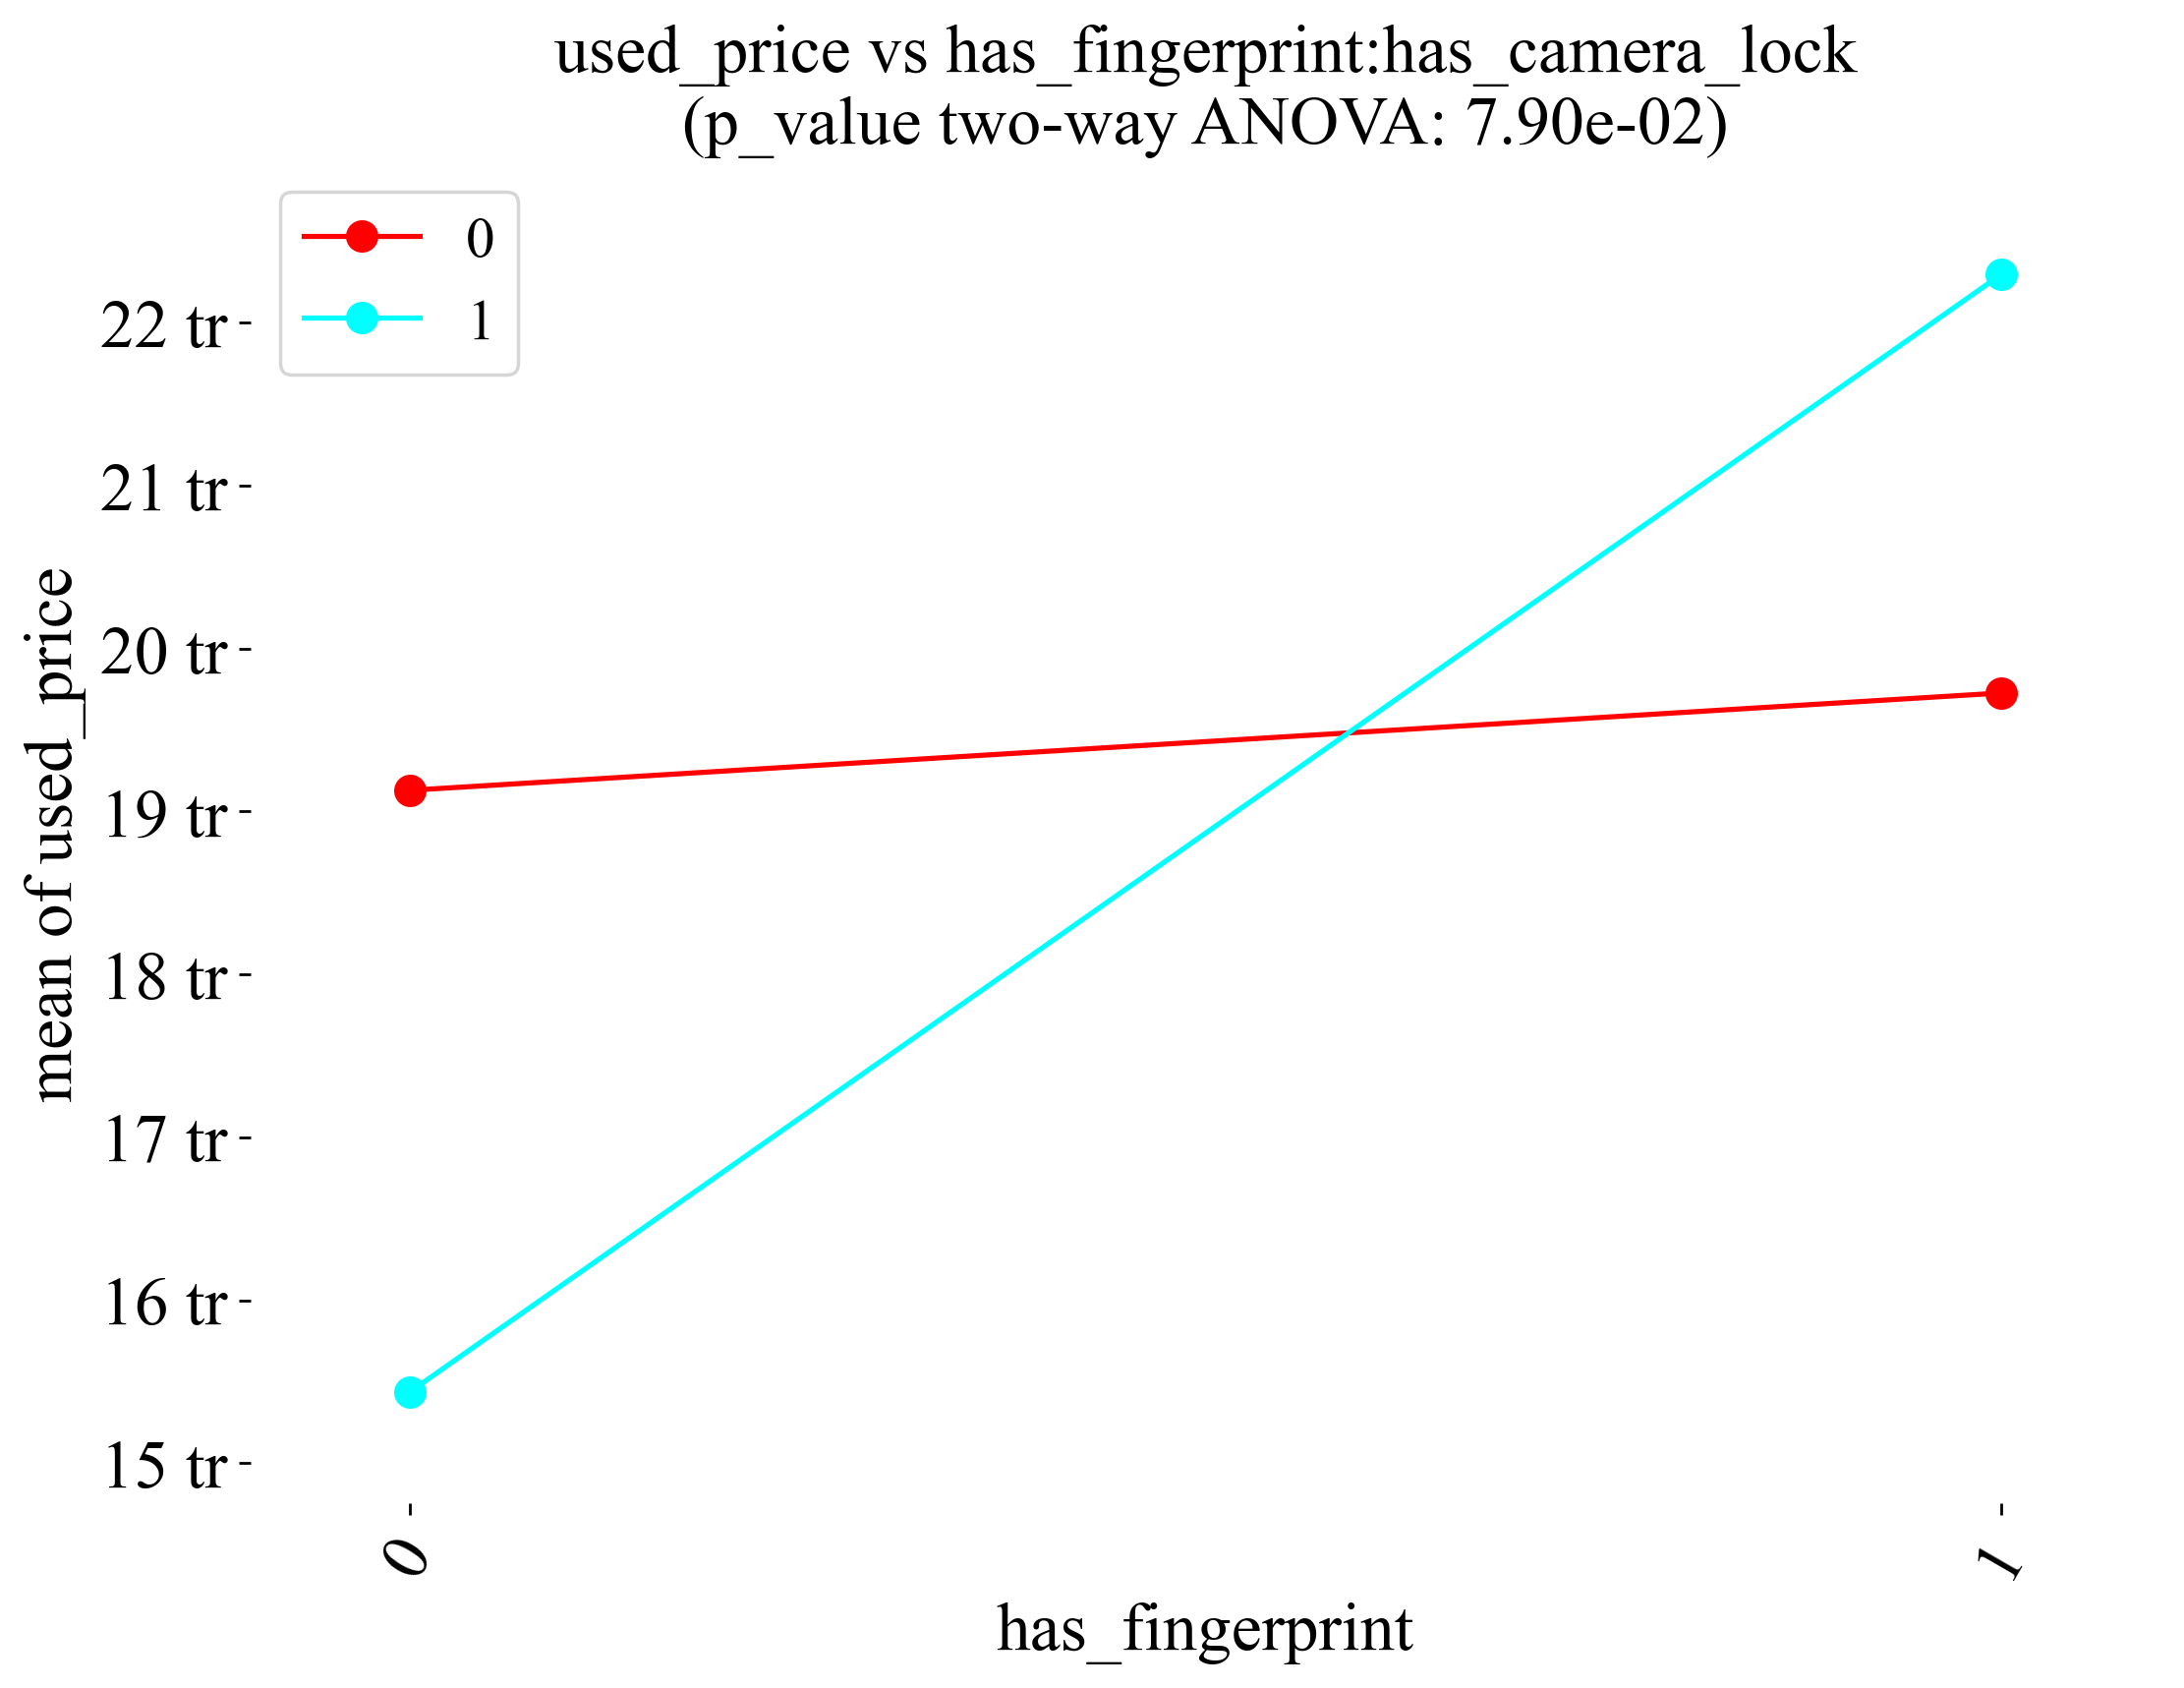 used_price vs has_fingerprint:has_camera_lock
(p_value two-way ANOVA: 7.90e-02)
0
1
22 tr
21 tr
20 tr
19 tr
18 tr
17 tr
16 tr
15 tr
mean of used_price
0
1
has_fingerprint